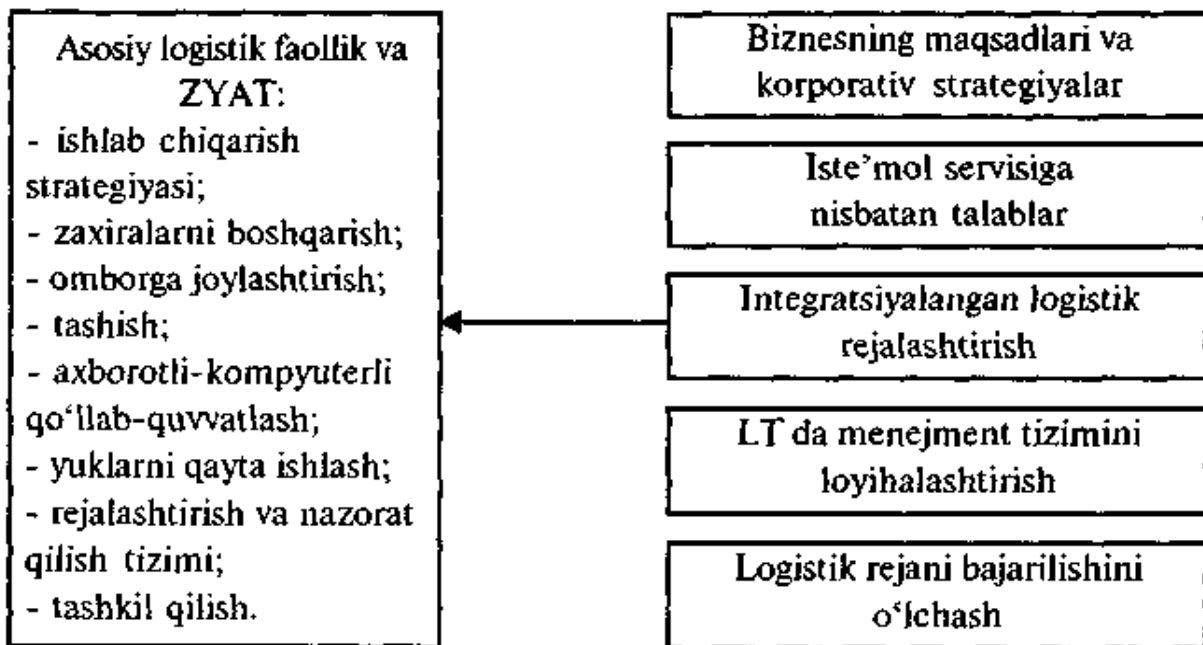 Asosiy logistik faollik va
ZYAT:
- ishlab chiqarish
strategiyasi;
- zaxiralarni boshqarish;
- omborga joylashtirish;
- tashish;
- axborotli-kompyuterli
qo‘llab-quvvatlash;
- yuklarni qayta ishlash;
- rejalashtirish va nazorat
qilish tizimi;
- tashkil qilish.
Biznesning maqsadlari va
korporativ strategiyalar
Iste’mol servisiga
nisbatan talablar
Integratsiyalangan logistik
rejalashtirish
LT da menejment tizimini
loyihalashtirish
Logistik rejani bajarilishini
o‘lchash